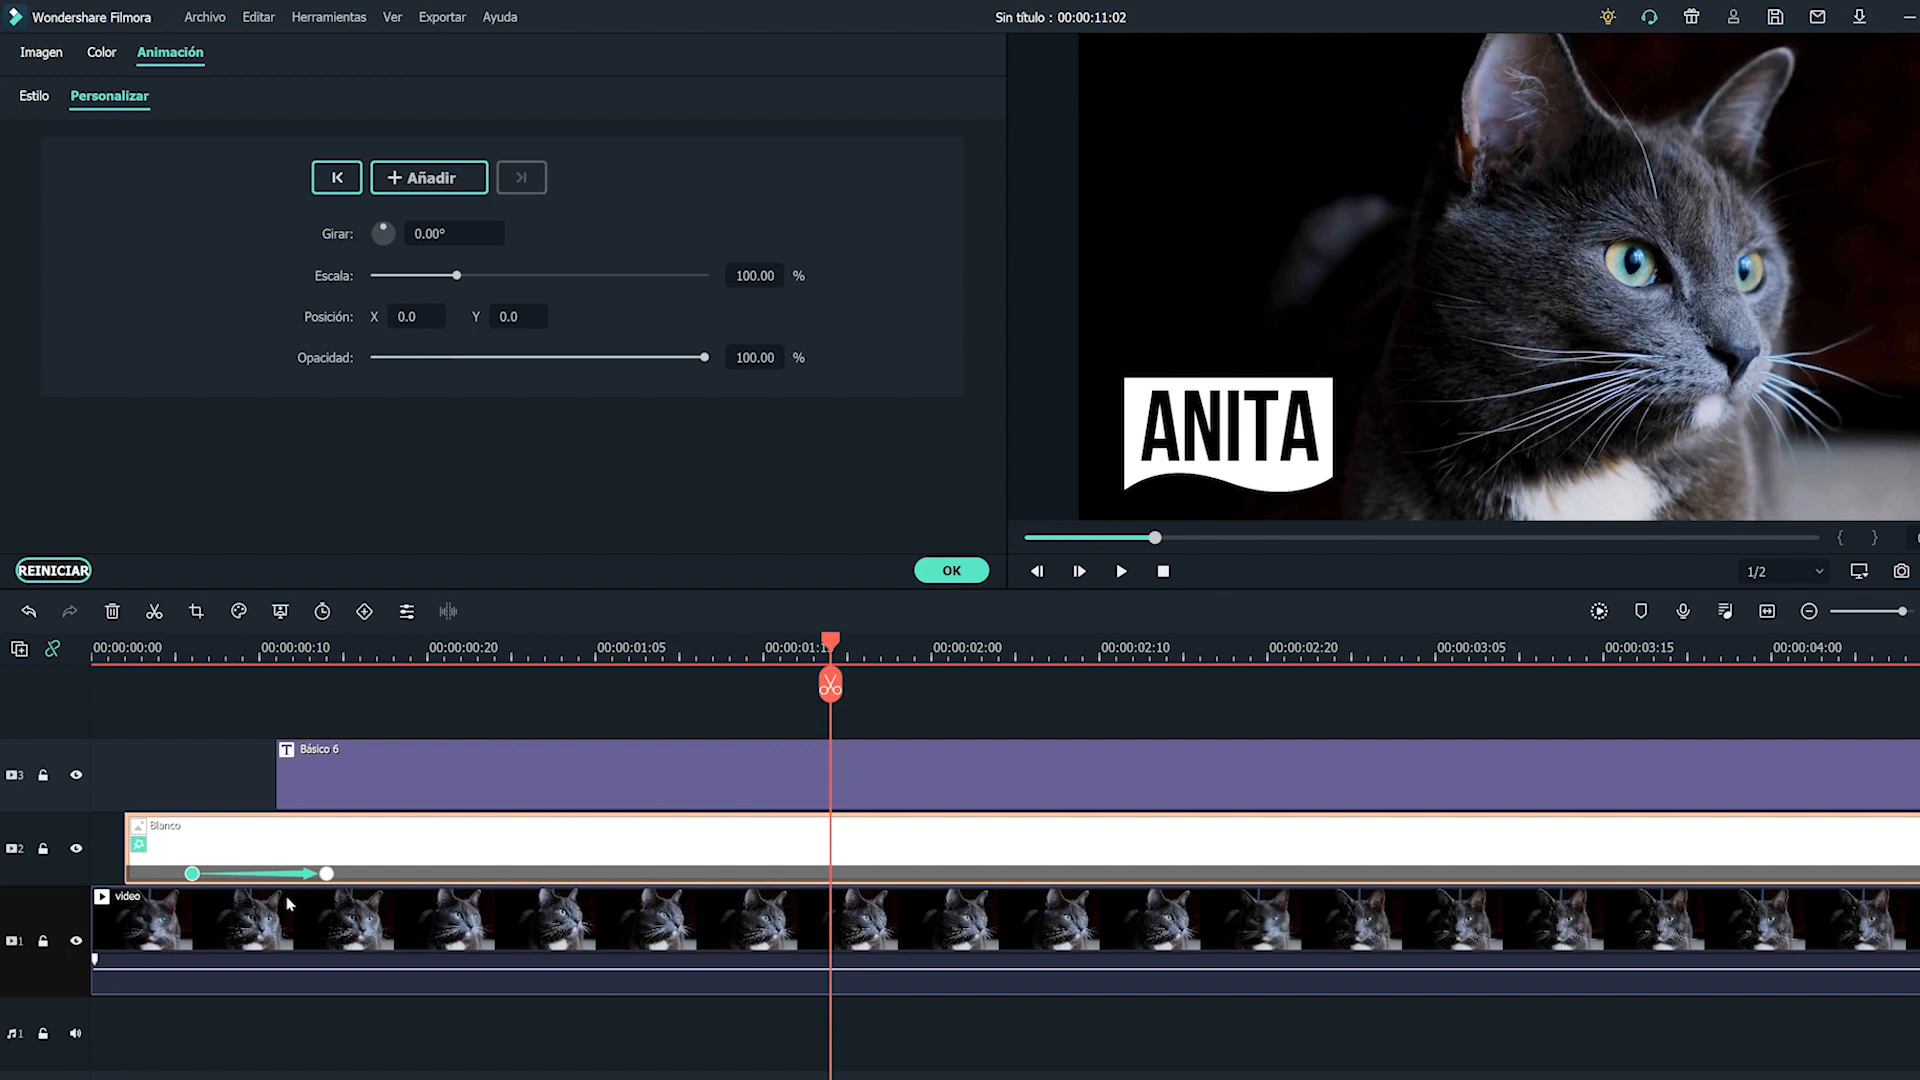 Wondershare Filmora Archivo Editar Herramientas Ver Exportar Ayuda Sin título : 00:00:11:02
Imagen Color Animación
Estilo Personalizar
Añadir
Girar: 0.00°
Escala: 100.00 %
Posición: X 0.0 Y 0.0
Opacidad: 100.00 %
ANITA
REINICIAR OK
1/2
00:00:00:00 00:00:00:10 00:00:00:20 00:00:01:05 00:00:02:00 00:00:02:10 00:00:02:20 00:00:03:05 00:00:03:15 00:00:04:00
3 T Básico 6
2 Blanco
1 video
1